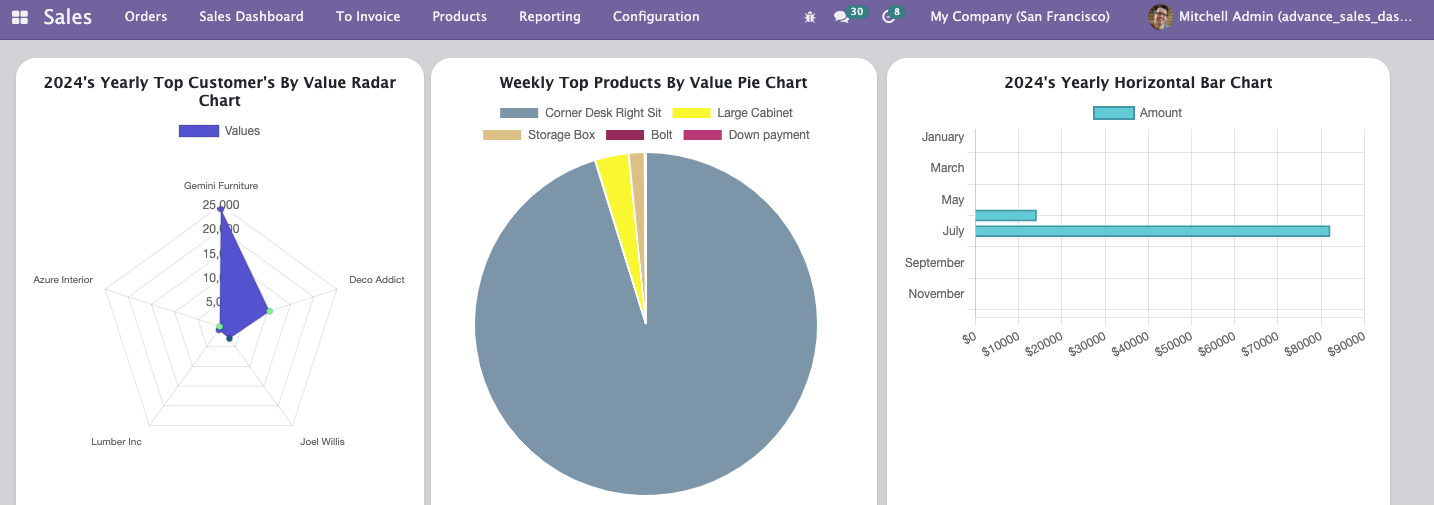 Sales Orders Sales Dashboard To Invoice Products Reporting Configuration 30 8 My Company (San Francisco) Mitchell Admin (advance_sales_das...
2024's Yearly Top Customer's By Value Radar
Chart
Values
Gemini Furniture
25,000
20,000
15,
10,
5,0
Azure Interior
Deco Addict
Lumber Inc
Joel Willis
Weekly Top Products By Value Pie Chart
Corner Desk Right Sit Large Cabinet
Storage Box Bolt Down payment
2024's Yearly Horizontal Bar Chart
Amount
January
March
May
July
September
November
$0 $10000 $20000 $30000 $40000 $50000 $60000 $70000 $80000 $90000